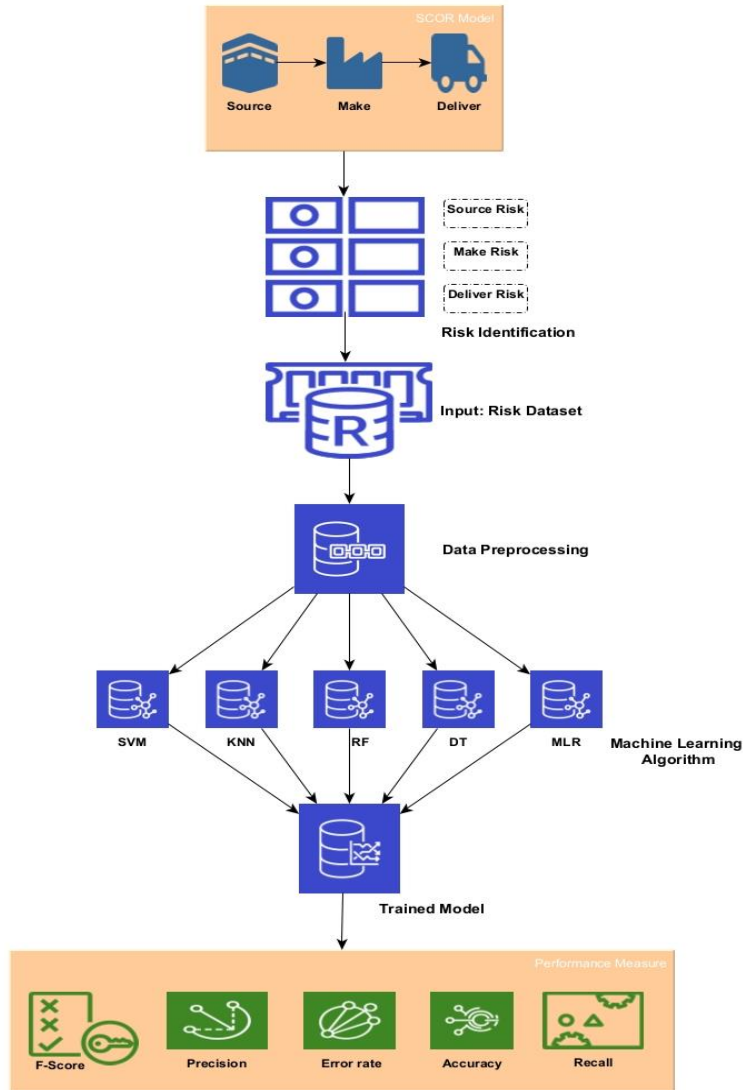 SCOR Model
Source
Make
Deliver
Source Risk
Make Risk
Deliver Risk
Risk Identification
R
Input: Risk Dataset
Data Preprocessing
SVM
KNN
RF
DT
MLR
Machine Learning
Algorithm
Trained Model
Performance Measure
F-Score
Precision
Error rate
Accuracy
Recall